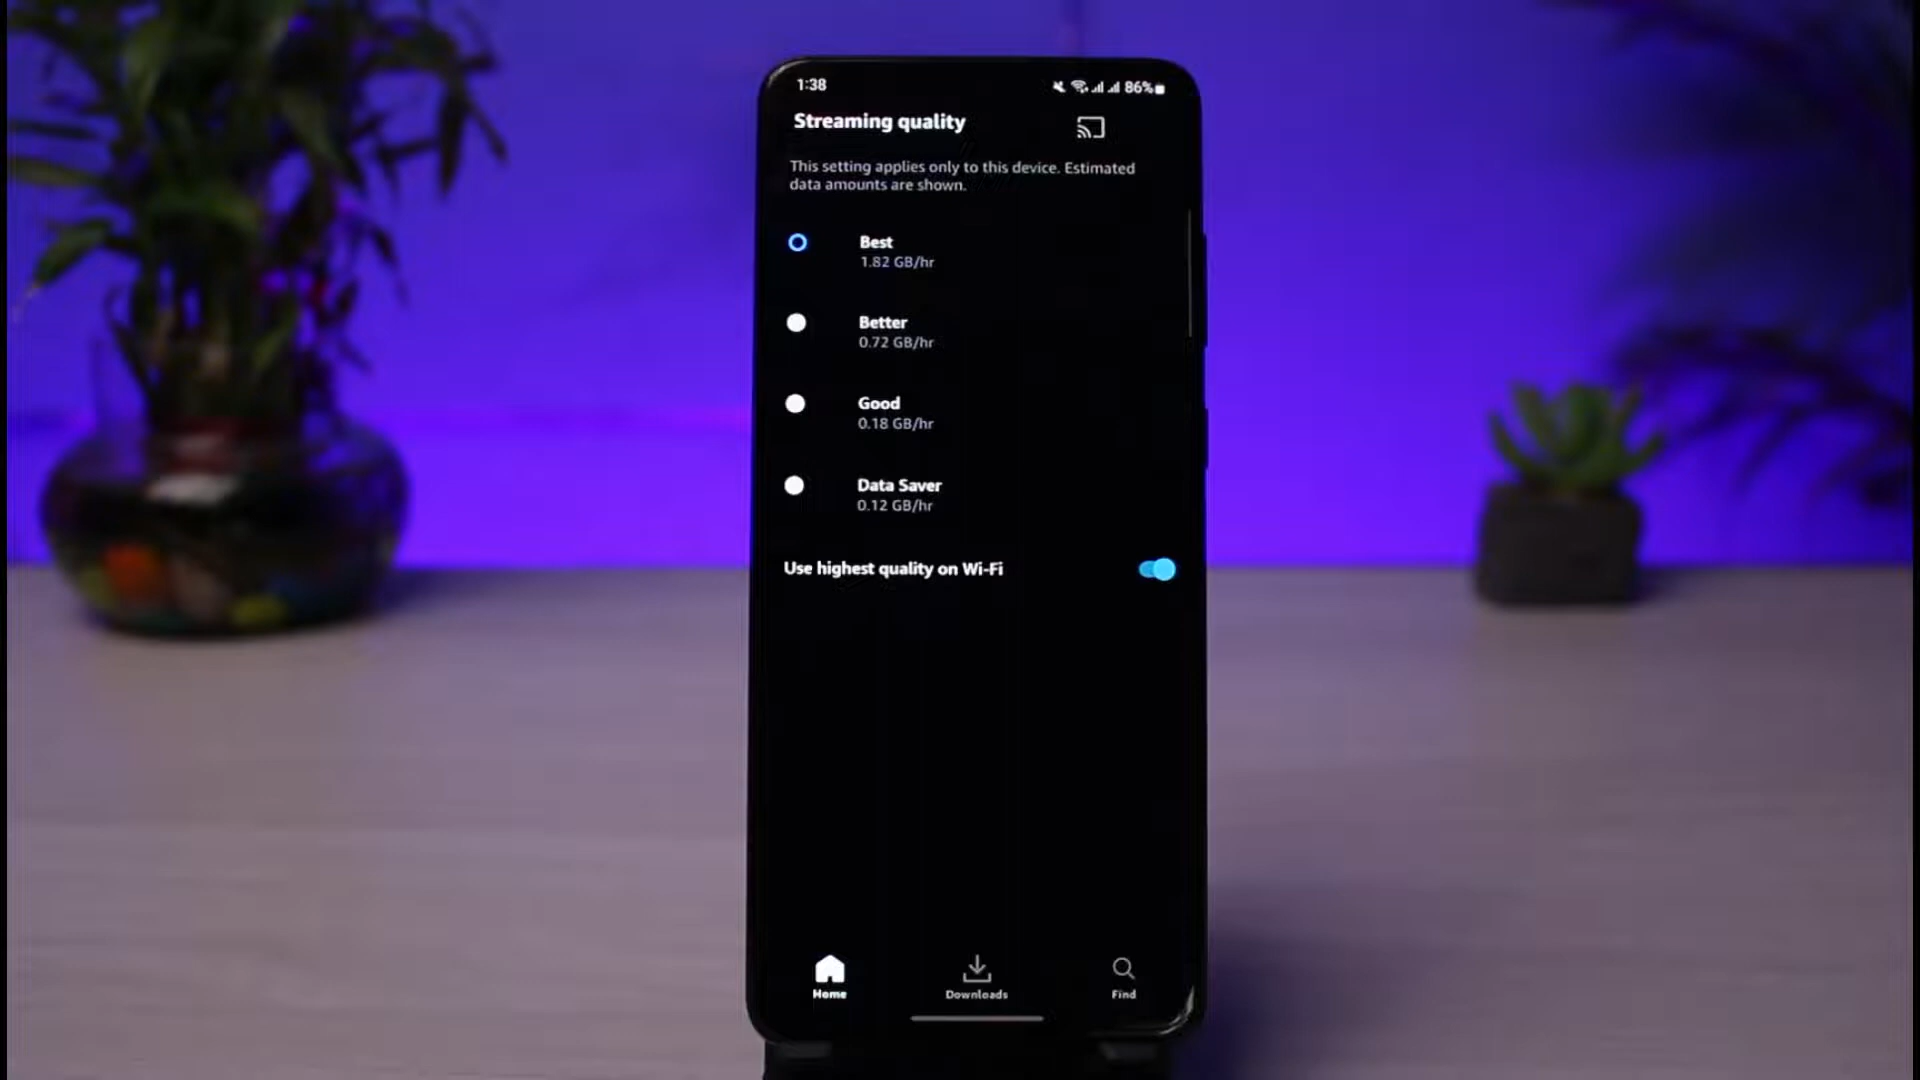 1:38
86%
Streaming quality
This setting applies only to this device. Estimated
data amounts are shown.
Best
1.82 GB/hr
Better
0.72 GB/hr
Good
0.18 GB/hr
Data Saver
0.12 GB/hr
Use highest quality on Wi-Fi
Home
Downloads
Find